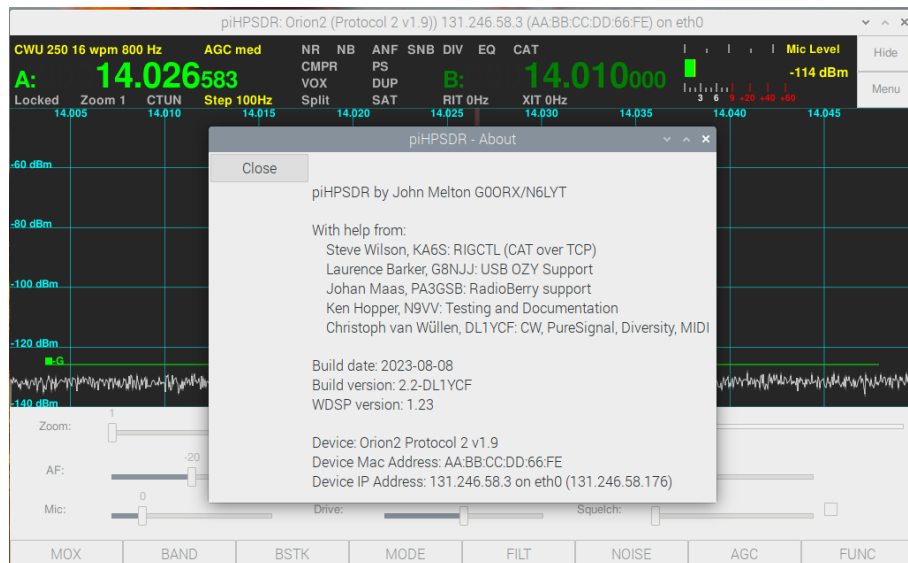 piHPSDR: Orion2 (Protocol 2 v1.9)) 131.246.58.3 (AA:BB:CC:DD:66:FE) on eth0
CWU 250 16 wpm 800 Hz AGC med NR NB ANF SNB DIV EQ CAT Mic Level Hide
CMPR PS
A: 14.026583 VOX DUP B: 14.010000 -114 dBm Menu
Locked Zoom 1 CTUN Step 100Hz Split SAT RIT 0Hz XIT 0Hz 3 6 9 +20 +40 +60
14.005 14.010 14.015 14.020 14.025 14.030 14.035 14.040 14.045
piHPSDR - About
Close
-60 dBm
piHPSDR by John Melton G0ORX/N6LYT
-80 dBm
With help from:
Steve Wilson, KA6S: RIGCTL (CAT over TCP)
Laurence Barker, G8NJJ: USB OZY Support
-100 dBm
Johan Maas, PA3GSB: RadioBerry support
Ken Hopper, N9VV: Testing and Documentation
Christoph van Wüllen, DL1YCF: CW, PureSignal, Diversity, MIDI
-120 dBm
-G
Build date: 2023-08-08
Build version: 2.2-DL1YCF
-140 dBm
WDSP version: 1.23
Zoom: 1
Device: Orion2 Protocol 2 v1.9
Device Mac Address: AA:BB:CC:DD:66:FE
Device IP Address: 131.246.58.3 on eth0 (131.246.58.176)
AF: -20
Mic: 0 Drive: Squelch:
MOX BAND BSTK MODE FILT NOISE AGC FUNC